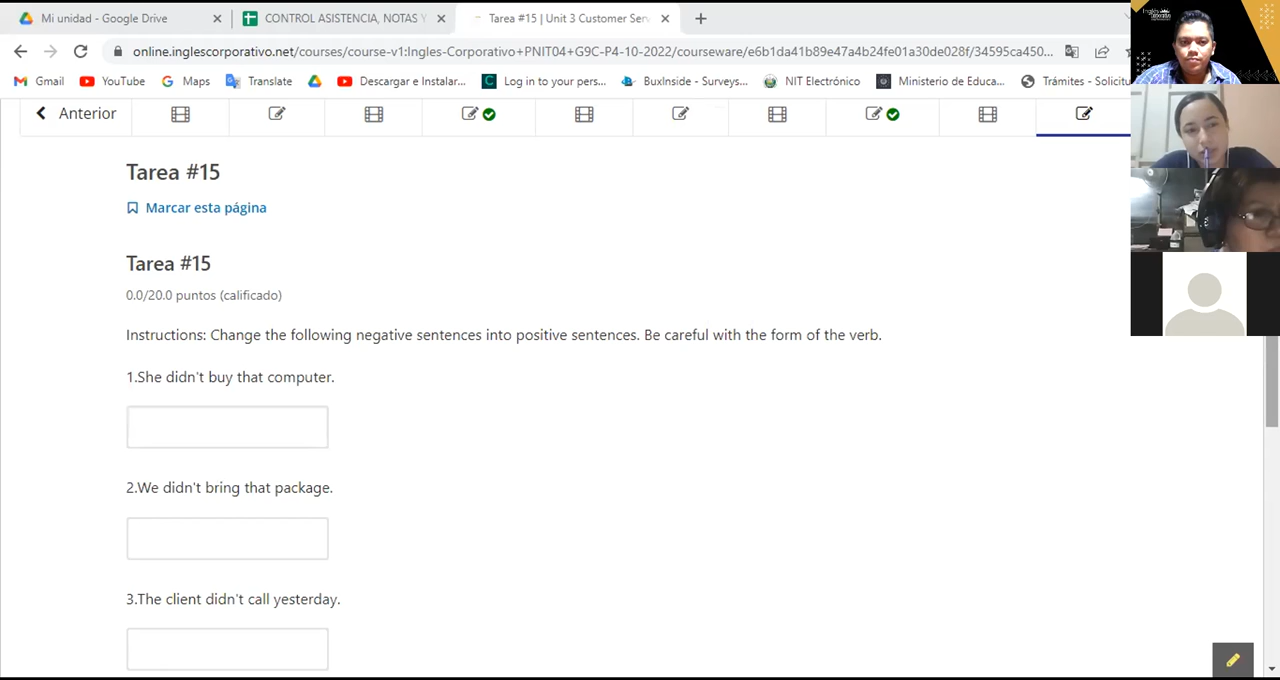 Mi unidad - Google Drive
CONTROL ASISTENCIA, NOTAS Y
Tarea #15 | Unit 3 Customer Ser
online.inglescorporativo.net/courses/course-v1:Ingles-Corporativo+PNIT04+G9C-P4-10-2022/courseware/e6b1da41b89e47a4b24fe01a30de028f/34595ca450...
Gmail
YouTube
Maps
Translate
Descargar e Instalar...
Log in to your pers...
BuxInside - Surveys...
NIT Electrónico
Ministerio de Educa...
Trámites - Solicitu
Anterior
Tarea #15
Marcar esta página
Tarea #15
0.0/20.0 puntos (calificado)
Instructions: Change the following negative sentences into positive sentences. Be careful with the form of the verb.
1.She didn't buy that computer.
2.We didn't bring that package.
3.The client didn't call yesterday.